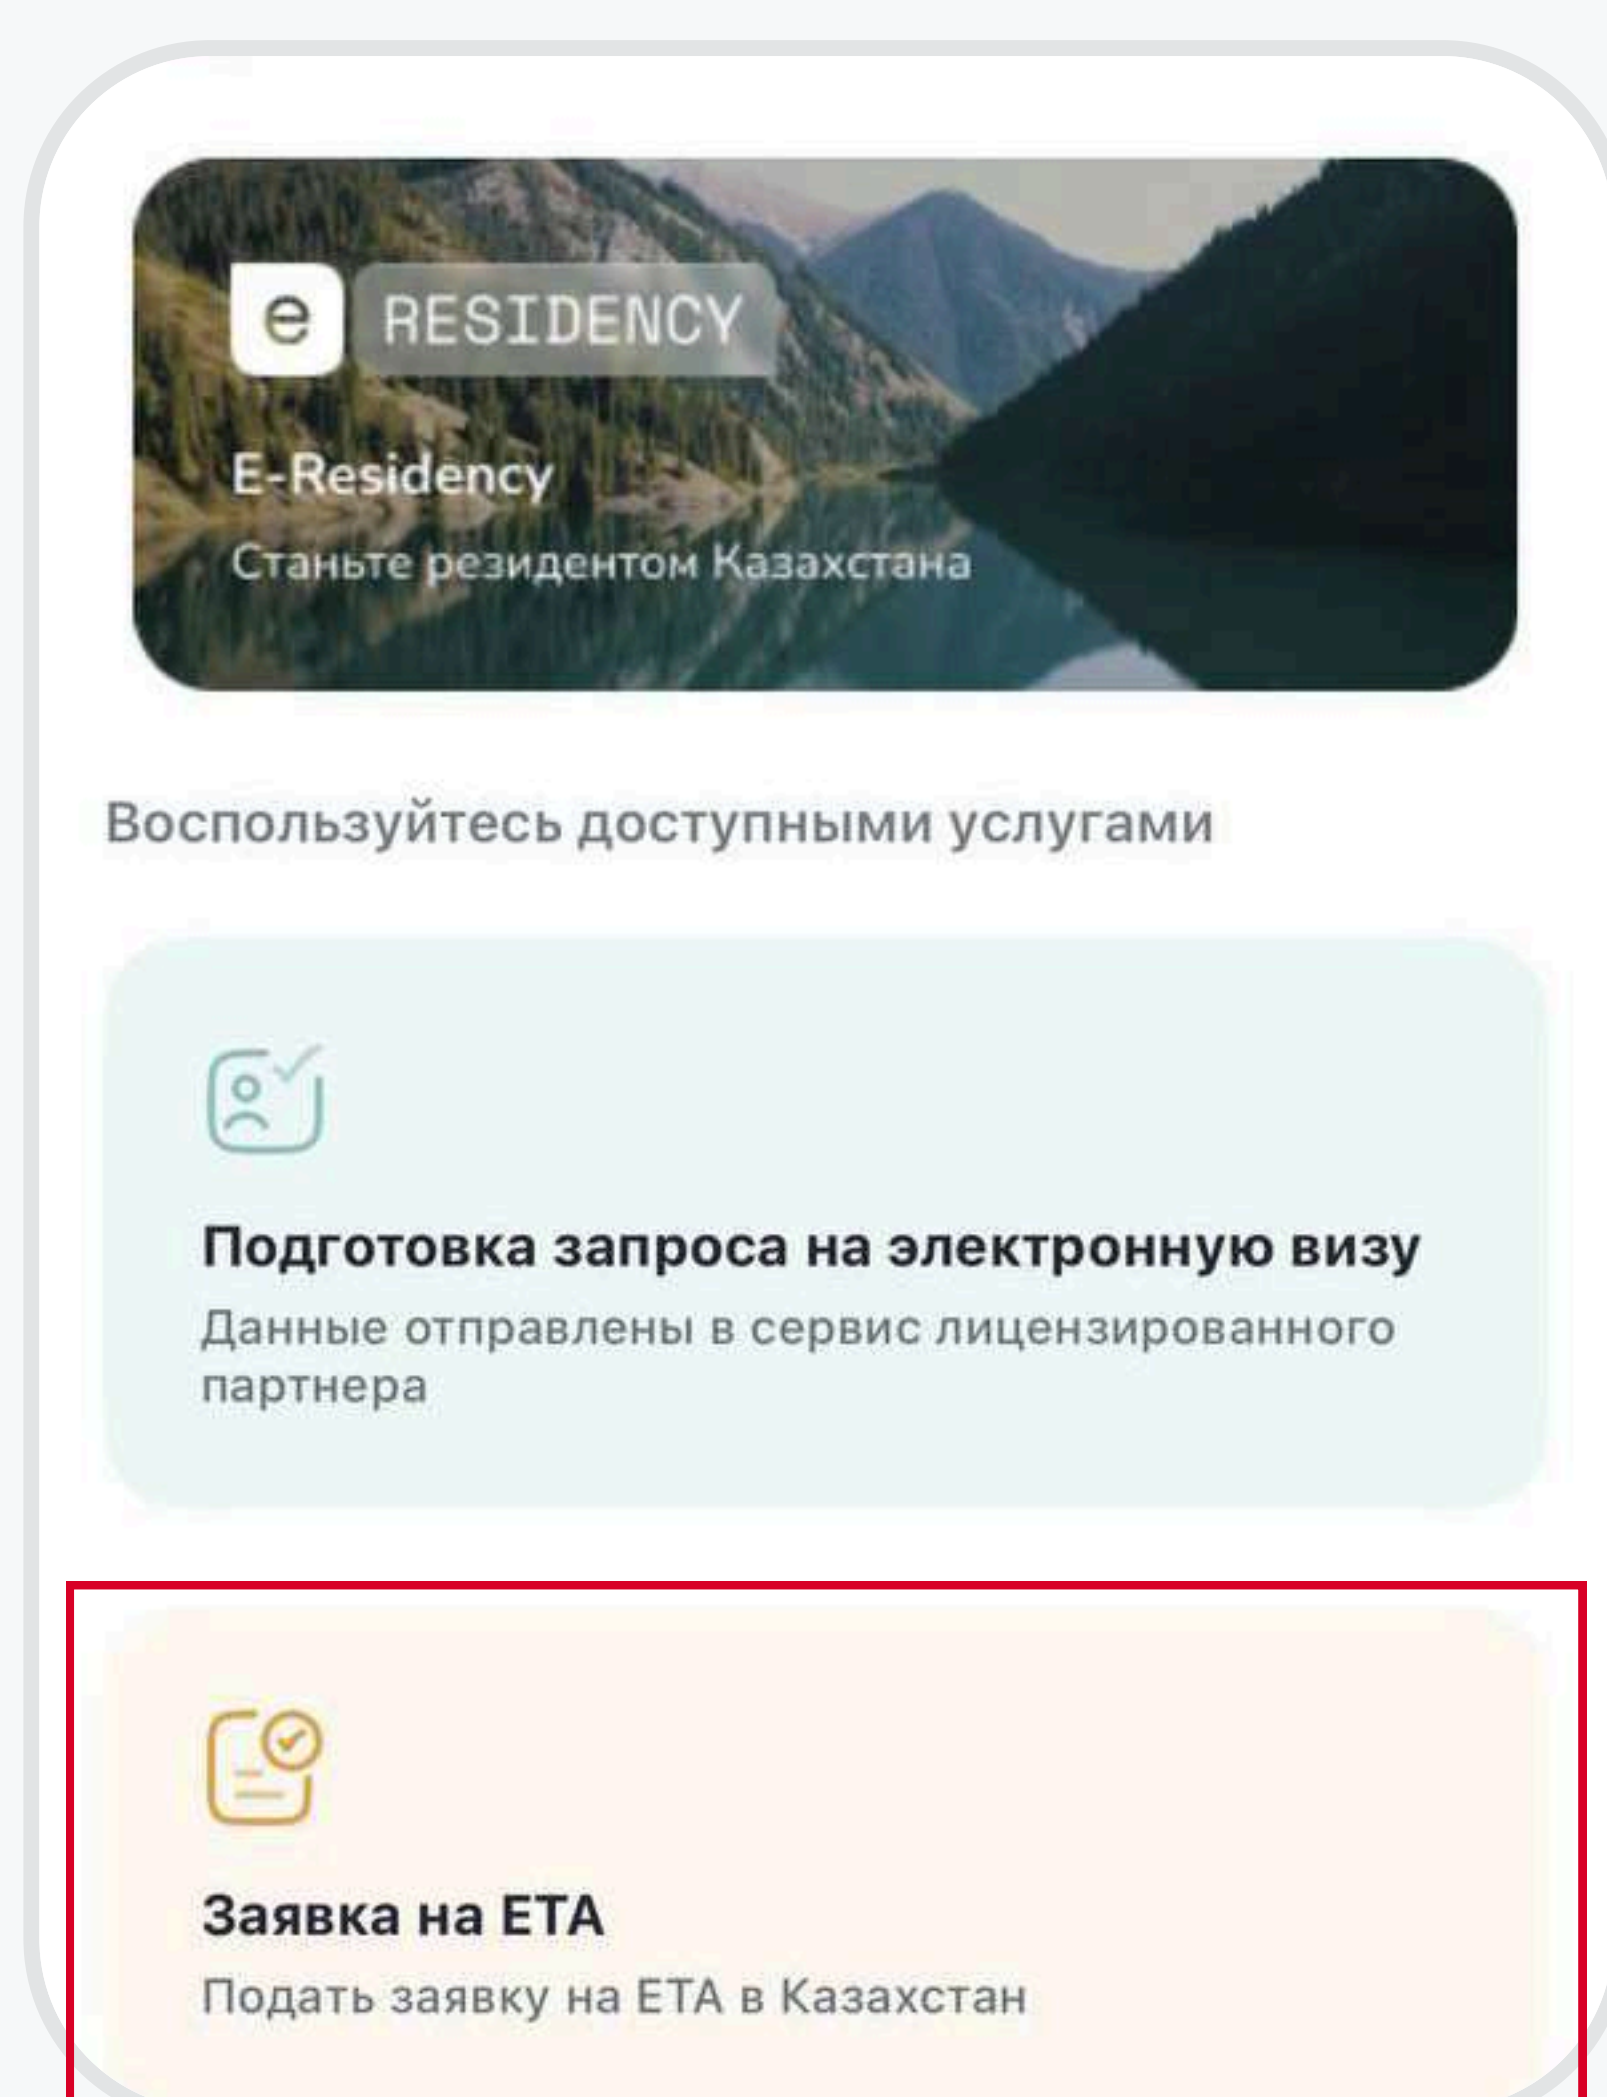 e RESIDENCY
E-Residency
Станьте резидентом Казахстана
Воспользуйтесь доступными услугами
Подготовка запроса на электронную визу
Данные отправлены в сервис лицензированного
партнера
Заявка на ETA
Подать заявку на ETA в Казахстан